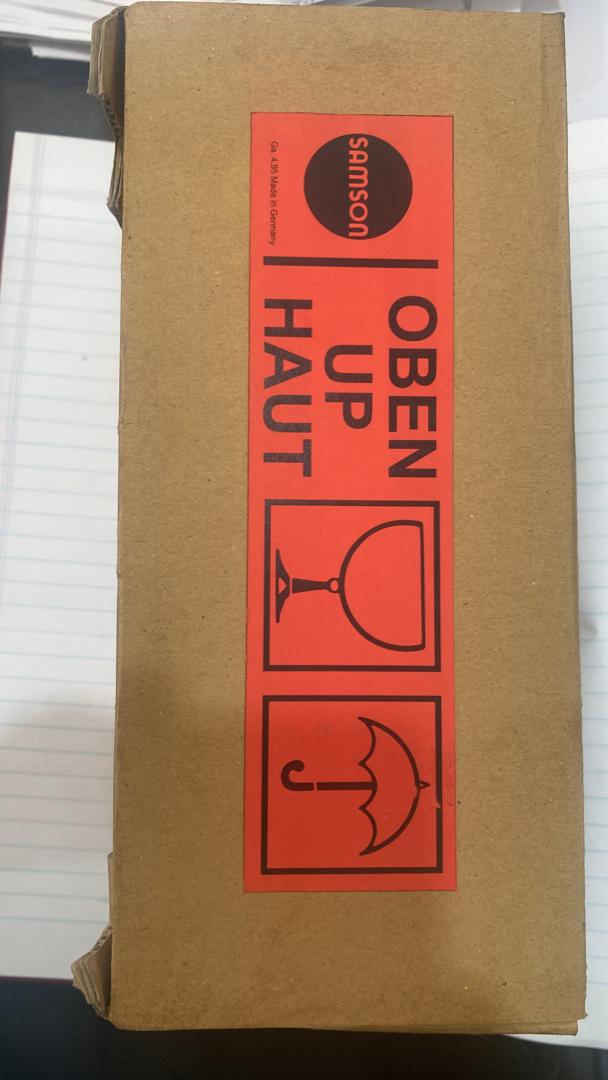 SAMSON
Ga. 4.95 Made in Germany
OBEN
UP
HAUT